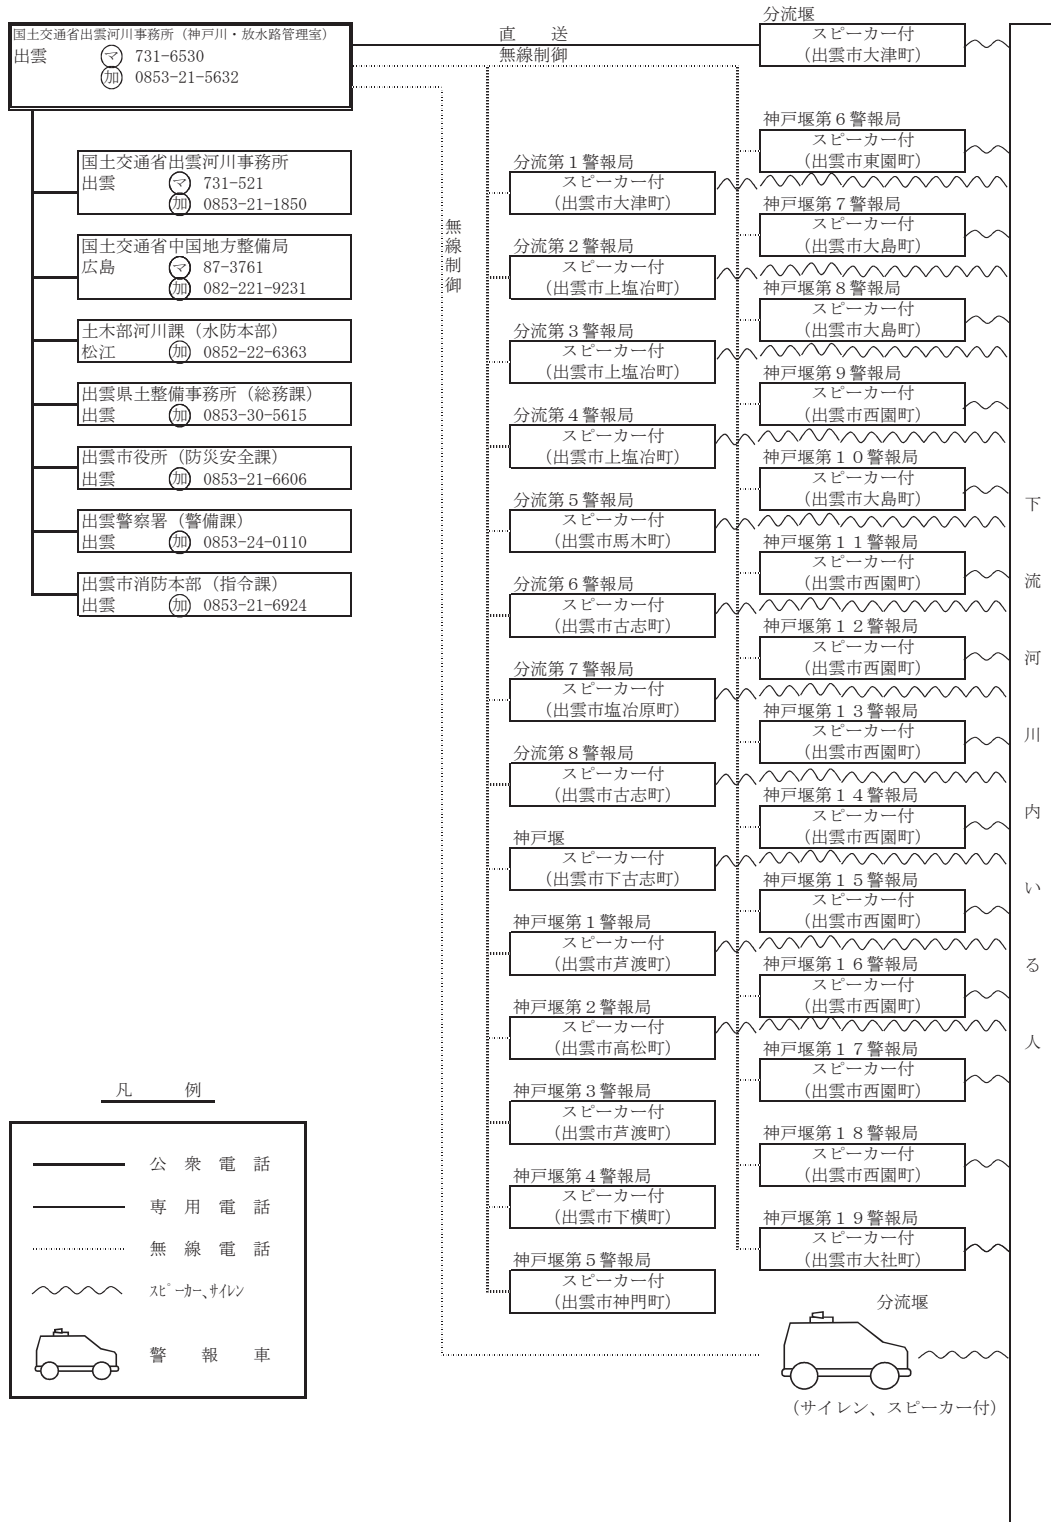 国土交通省出雲河川事務所（神戸川・放水路管理室）
出雲　マ　731-6530
加　0853-21-5632
国土交通省出雲河川事務所
出雲　マ　731-521
加　0853-21-1850
国土交通省中国地方整備局
広島　マ　87-3761
加　082-221-9231
土木部河川課（水防本部）
松江　加　0852-22-6363
出雲県土整備事務所（総務課）
出雲　加　0853-30-5615
出雲市役所（防災安全課）
出雲　加　0853-21-6606
出雲警察署（警備課）
出雲　加　0853-24-0110
出雲市消防本部（指令課）
出雲　加　0853-21-6924
直　送
無線制御
無線制御
分流第１警報局
スピーカー付
（出雲市大津町）
分流第２警報局
スピーカー付
（出雲市上塩冶町）
分流第３警報局
スピーカー付
（出雲市上塩冶町）
分流第４警報局
スピーカー付
（出雲市上塩冶町）
分流第５警報局
スピーカー付
（出雲市馬木町）
分流第６警報局
スピーカー付
（出雲市古志町）
分流第７警報局
スピーカー付
（出雲市塩冶原町）
分流第８警報局
スピーカー付
（出雲市古志町）
神戸堰
スピーカー付
（出雲市下古志町）
神戸堰第１警報局
スピーカー付
（出雲市芦渡町）
神戸堰第２警報局
スピーカー付
（出雲市高松町）
神戸堰第３警報局
スピーカー付
（出雲市芦渡町）
神戸堰第４警報局
スピーカー付
（出雲市下横町）
神戸堰第５警報局
スピーカー付
（出雲市神門町）
分流堰
スピーカー付
（出雲市大津町）
神戸堰第６警報局
スピーカー付
（出雲市東園町）
神戸堰第７警報局
スピーカー付
（出雲市大島町）
神戸堰第８警報局
スピーカー付
（出雲市大島町）
神戸堰第９警報局
スピーカー付
（出雲市西園町）
神戸堰第１０警報局
スピーカー付
（出雲市大島町）
神戸堰第１１警報局
スピーカー付
（出雲市西園町）
神戸堰第１２警報局
スピーカー付
（出雲市西園町）
神戸堰第１３警報局
スピーカー付
（出雲市西園町）
神戸堰第１４警報局
スピーカー付
（出雲市西園町）
神戸堰第１５警報局
スピーカー付
（出雲市西園町）
神戸堰第１６警報局
スピーカー付
（出雲市西園町）
神戸堰第１７警報局
スピーカー付
（出雲市西園町）
神戸堰第１８警報局
スピーカー付
（出雲市西園町）
神戸堰第１９警報局
スピーカー付
（出雲市大社町）
分流堰
（サイレン、スピーカー付）
下流河川内いる人
凡　例
公衆電話
専用電話
無線電話
ｽﾋﾟｰｶｰ、ｻｲﾚﾝ
警報車